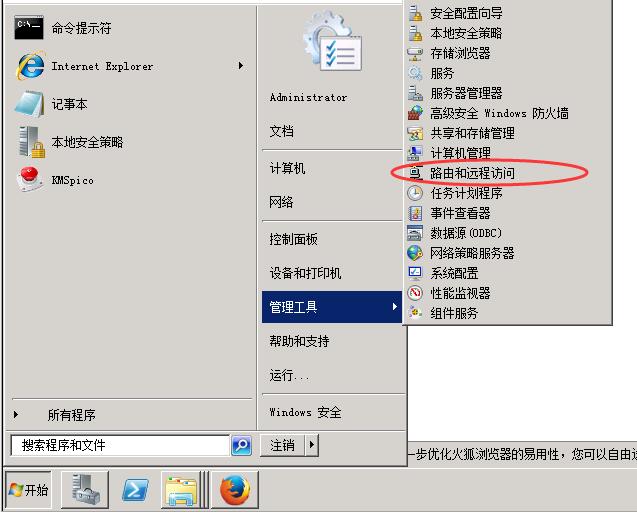 命令提示符
Internet Explorer
记事本
本地安全策略
KMSpico
所有程序
搜索程序和文件
Administrator
文档
计算机
网络
控制面板
设备和打印机
管理工具
帮助和支持
运行...
Windows 安全
注销
安全配置向导
本地安全策略
存储浏览器
服务
服务器管理器
高级安全 Windows 防火墙
共享和存储管理
计算机管理
路由和远程访问
任务计划程序
事件查看器
数据源(ODBC)
网络策略服务器
系统配置
性能监视器
组件服务
一步优化火狐浏览器的易用性，您可以自由选
开始